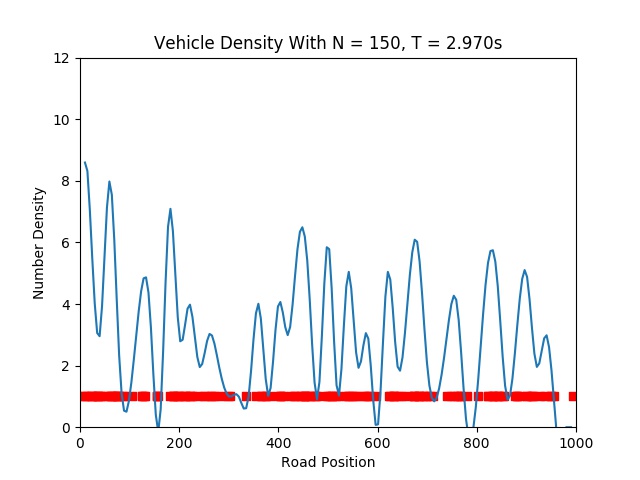 Vehicle Density With N = 150, T = 2.970s
12
10
8
6
4
2
0
Number Density
0 200 400 600 800 1000
Road Position